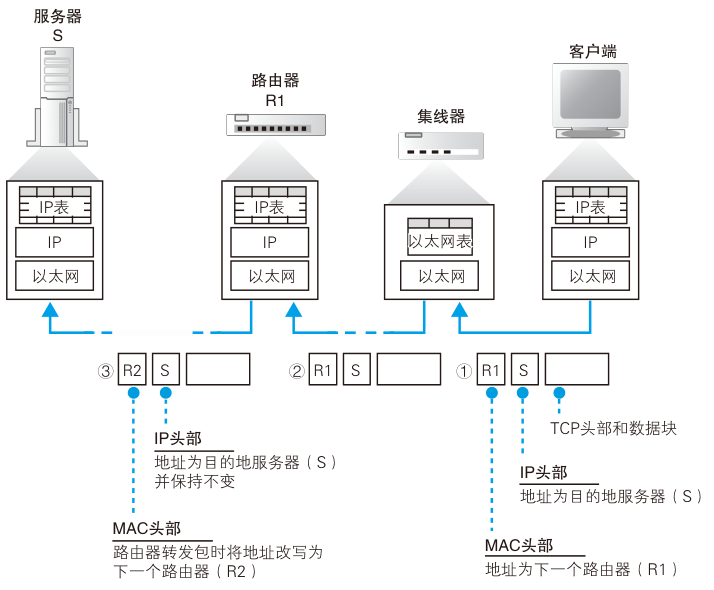 服务器
S
路由器
R1
集线器
客户端
IP表
IP
以太网
IP表
IP
以太网
以太网表
以太网
IP表
IP
以太网
③ R2 S
② R1 S
① R1 S
IP头部
地址为目的地服务器（S）
并保持不变
MAC头部
路由器转发包时将地址改写为
下一个路由器（R2）
TCP头部和数据块
IP头部
地址为目的地服务器（S）
MAC头部
地址为下一个路由器（R1）